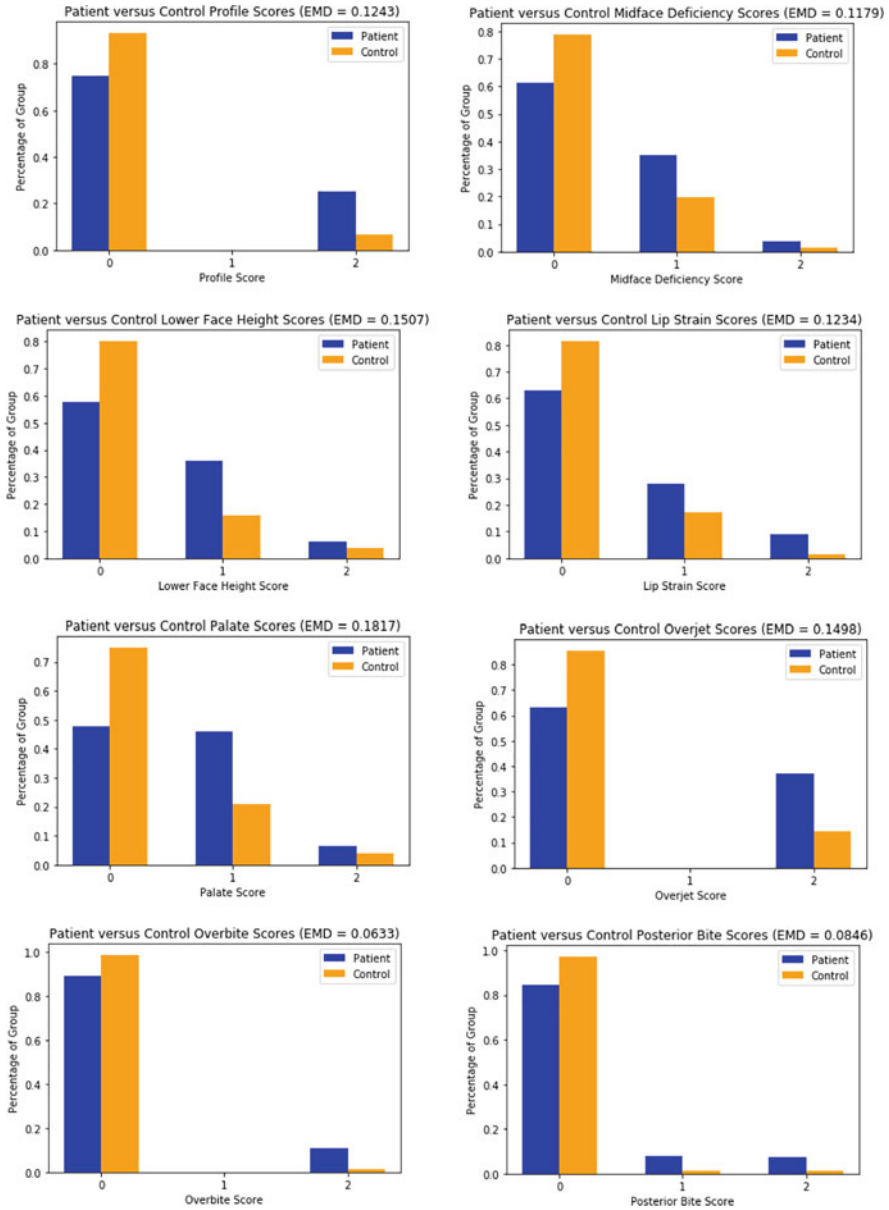 Patient versus Control Profile Scores (EMD = 0.1243)
Patient
Control
Percentage of Group
0.8
0.6
0.4
0.2
0.0
0
1
2
Profile Score
Patient versus Control Midface Deficiency Scores (EMD = 0.1179)
Patient
Control
Percentage of Group
0.8
0.7
0.6
0.5
0.4
0.3
0.2
0.1
0.0
0
1
2
Midface Deficiency Score
Patient versus Control Lower Face Height Scores (EMD = 0.1507)
Patient
Control
Percentage of Group
0.8
0.7
0.6
0.5
0.4
0.3
0.2
0.1
0.0
0
1
2
Lower Face Height Score
Patient versus Control Lip Strain Scores (EMD = 0.1234)
Patient
Control
Percentage of Group
0.8
0.7
0.6
0.5
0.4
0.3
0.2
0.1
0.0
0
1
2
Lip Strain Score
Patient versus Control Palate Scores (EMD = 0.1817)
Patient
Control
Percentage of Group
0.7
0.6
0.5
0.4
0.3
0.2
0.1
0.0
0
1
2
Palate Score
Patient versus Control Overjet Scores (EMD = 0.1498)
Patient
Control
Percentage of Group
0.8
0.7
0.6
0.5
0.4
0.3
0.2
0.1
0.0
0
1
2
Overjet Score
Patient versus Control Overbite Scores (EMD = 0.0633)
Patient
Control
Percentage of Group
1.0
0.8
0.6
0.4
0.2
0.0
0
1
2
Overbite Score
Patient versus Control Posterior Bite Scores (EMD = 0.0846)
Patient
Control
Percentage of Group
1.0
0.8
0.6
0.4
0.2
0.0
0
1
2
Posterior Bite Score